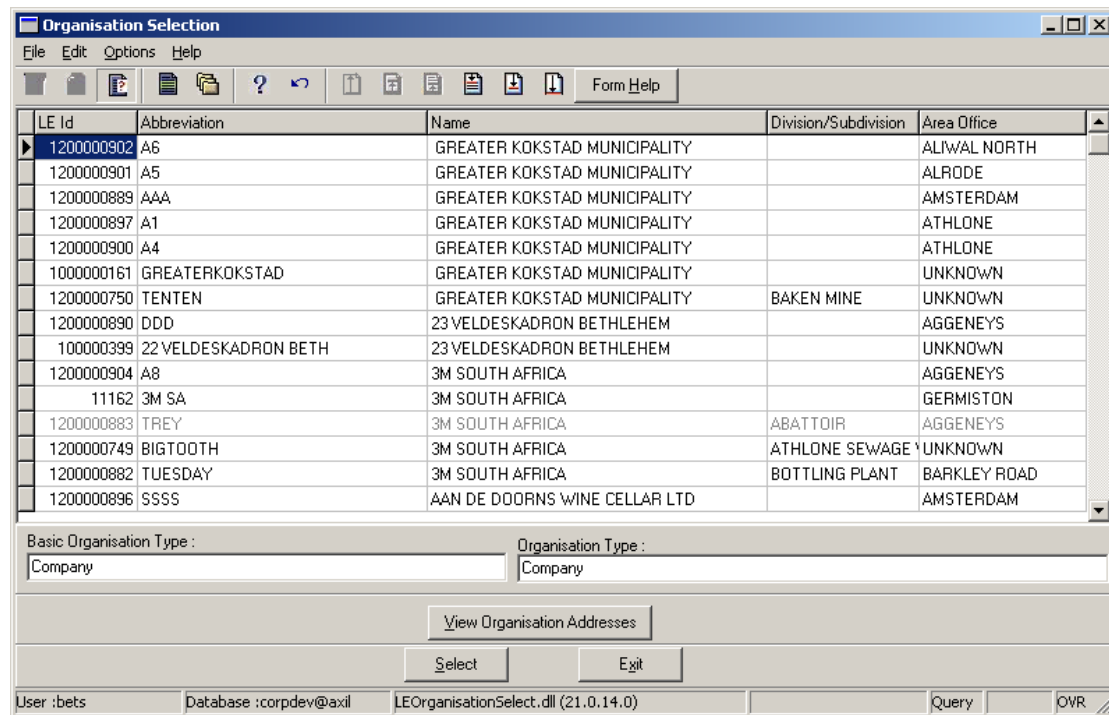 Organisation Selection
File Edit Options Help
Form Help
LE Id Abbreviation Name Division/Subdivision Area Office
1200000902 A6 GREATER KOKSTAD MUNICIPALITY ALIWAL NORTH
1200000901 A5 GREATER KOKSTAD MUNICIPALITY ALRODE
1200000889 AAA GREATER KOKSTAD MUNICIPALITY AMSTERDAM
1200000897 A1 GREATER KOKSTAD MUNICIPALITY ATHLONE
1200000900 A4 GREATER KOKSTAD MUNICIPALITY ATHLONE
1000000161 GREATERKOKSTAD GREATER KOKSTAD MUNICIPALITY UNKNOWN
1200000750 TENTEN GREATER KOKSTAD MUNICIPALITY BAKEN MINE UNKNOWN
1200000890 DDD 23 VELDESKADRON BETHLEHEM AGGENEYS
100000399 22 VELDESKADRON BETH 23 VELDESKADRON BETHLEHEM UNKNOWN
1200000904 A8 3M SOUTH AFRICA AGGENEYS
11162 3M SA 3M SOUTH AFRICA GERMISTON
1200000883 TREY 3M SOUTH AFRICA ABATTOIR AGGENEYS
1200000749 BIGTOOTH 3M SOUTH AFRICA ATHLONE SEWAGE UNKNOWN
1200000882 TUESDAY 3M SOUTH AFRICA BOTTLING PLANT BARKLEY ROAD
1200000896 SSSS AAN DE DOORNS WINE CELLAR LTD AMSTERDAM
Basic Organisation Type : Organisation Type :
Company Company
View Organisation Addresses
Select Exit
User :bets Database :corpdev@axil LEOrganisationSelect.dll (21.0.14.0) Query OVR